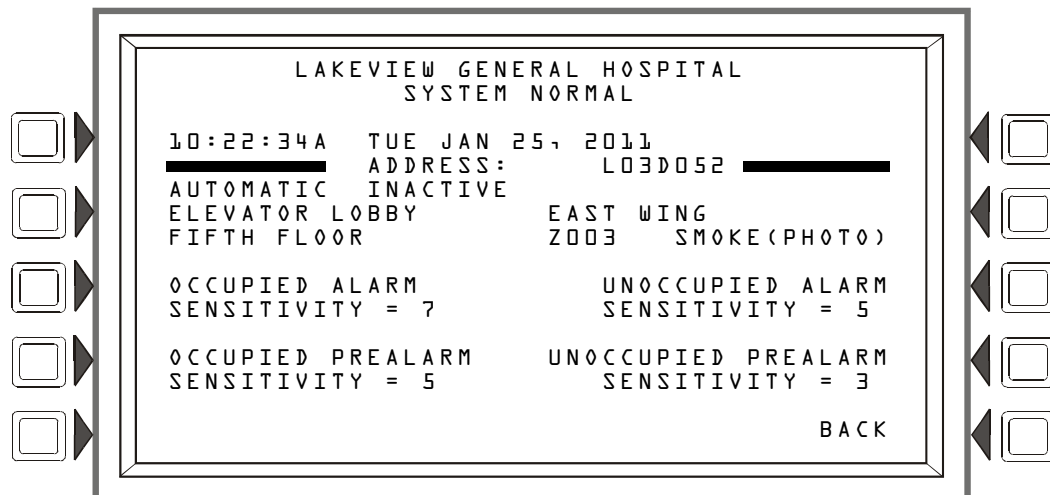 LAKEVIEW GENERAL HOSPITAL
SYSTEM NORMAL
10:22:34A TUE JAN 25, 2011
ADDRESS: L03D052
AUTOMATIC INACTIVE
ELEVATOR LOBBY EAST WING
FIFTH FLOOR Z003 SMOKE(PHOTO)
OCCUPIED ALARM UNOCCUPIED ALARM
SENSITIVITY = 7 SENSITIVITY = 5
OCCUPIED PREALARM UNOCCUPIED PREALARM
SENSITIVITY = 5 SENSITIVITY = 3
BACK